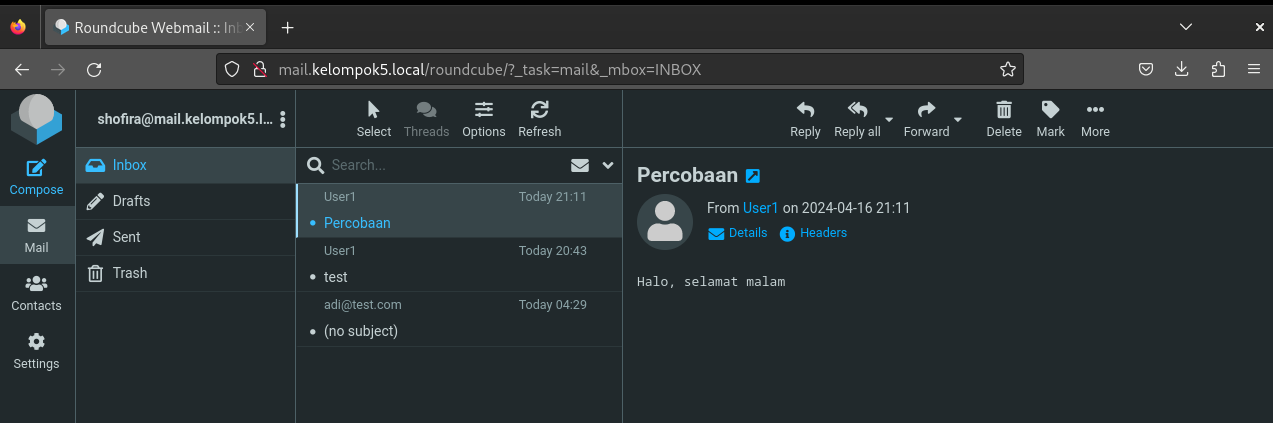 Roundcube Webmail :: Inb
mail.kelompok5.local/roundcube/?_task=mail&_mbox=INBOX
shofira@mail.kelompok5.l...
Select
Threads
Options
Refresh
Reply
Reply all
Forward
Delete
Mark
More
Compose
Mail
Contacts
Settings
Inbox
Drafts
Sent
Trash
Search...
User1 Today 21:11
Percobaan
User1 Today 20:43
test
adi@test.com Today 04:29
(no subject)
Percobaan
From User1 on 2024-04-16 21:11
Details Headers
Halo, selamat malam